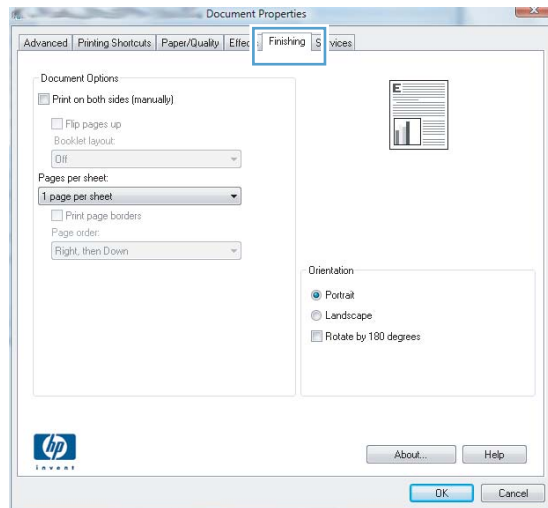 Document Properties
Advanced Printing Shortcuts Paper/Quality Finishing
Document Options
Print on both sides (manually)
Flip pages up
Booklet layout:
Off
Pages per sheet:
1 page per sheet
Print page borders
Page order:
Right, then Down
E
Orientation
Portrait
Landscape
Rotate by 180 degrees
hp
invent
About... Help
OK Cancel